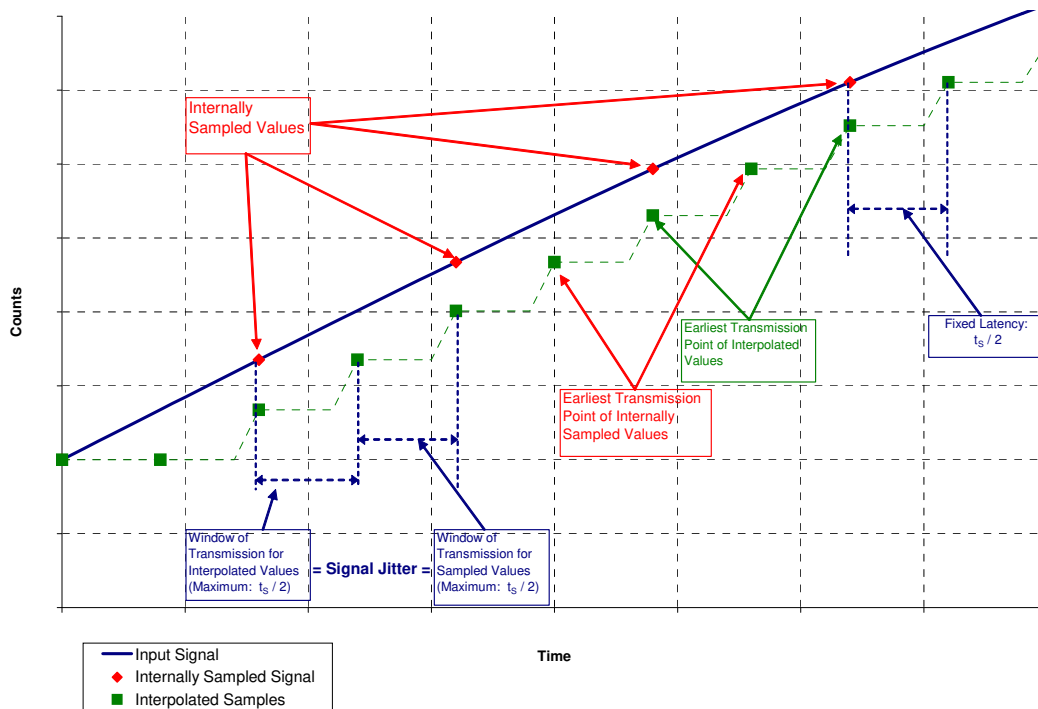 Internally
Sampled Values
Counts
Earliest Transmission
Point of Interpolated
Values
Fixed Latency:
tS / 2
Earliest Transmission
Point of Internally
Sampled Values
Window of
Transmission for
Interpolated Values
(Maximum: tS / 2)
= Signal Jitter =
Window of
Transmission for
Sampled Values
(Maximum: tS / 2)
Time
Input Signal
Internally Sampled Signal
Interpolated Samples